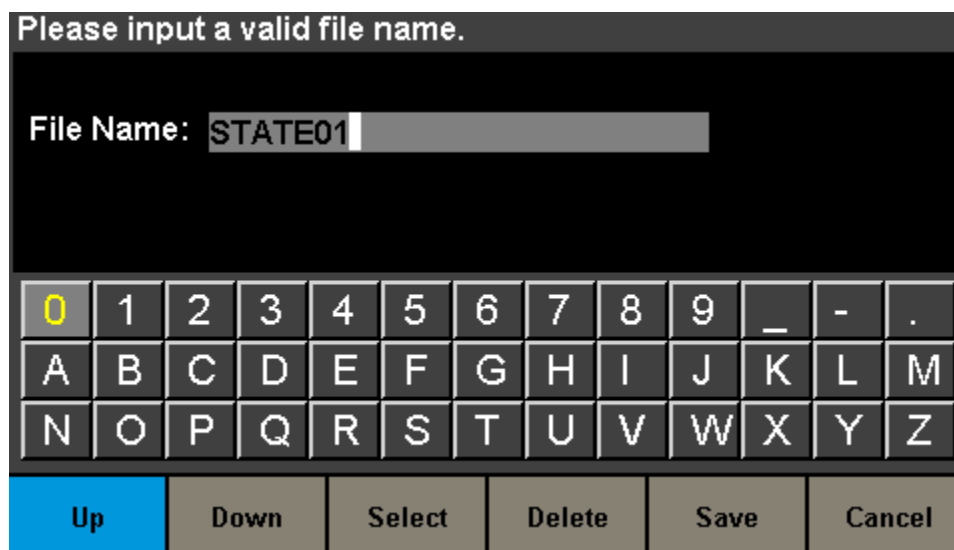 Please input a valid file name.
File Name: STATE01
0 1 2 3 4 5 6 7 8 9 _ - .
A B C D E F G H I J K L M
N O P Q R S T U V W X Y Z
Up Down Select Delete Save Cancel